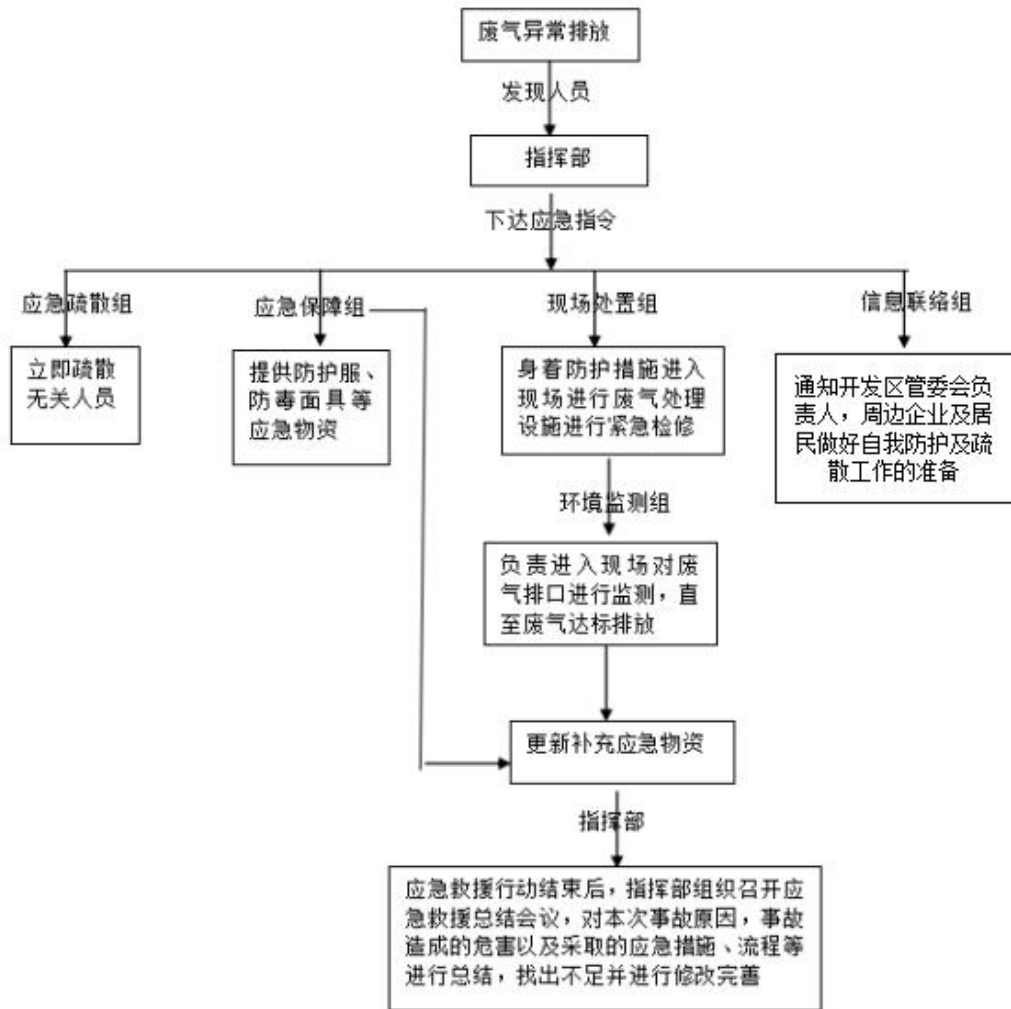 废气异常排放
发现人员
指挥部
下达应急指令
应急疏散组
应急保障组
现场处置组
信息联络组
立即疏散
无关人员
提供防护服、
防毒面具等
应急物资
身着防护措施进入
现场进行废气处理
设施进行紧急检修
通知开发区管委会负
责人，周边企业及居
民做好自我防护及疏
散工作的准备
环境监测组
负责进入现场对废
气排口进行监测，直
至废气达标排放
更新补充应急物资
指挥部
应急救援行动结束后，指挥部组织召开应
急救援总结会议，对本次事故原因，事故
造成的危害以及采取的应急措施、流程等
进行总结，找出不足并进行修改完善